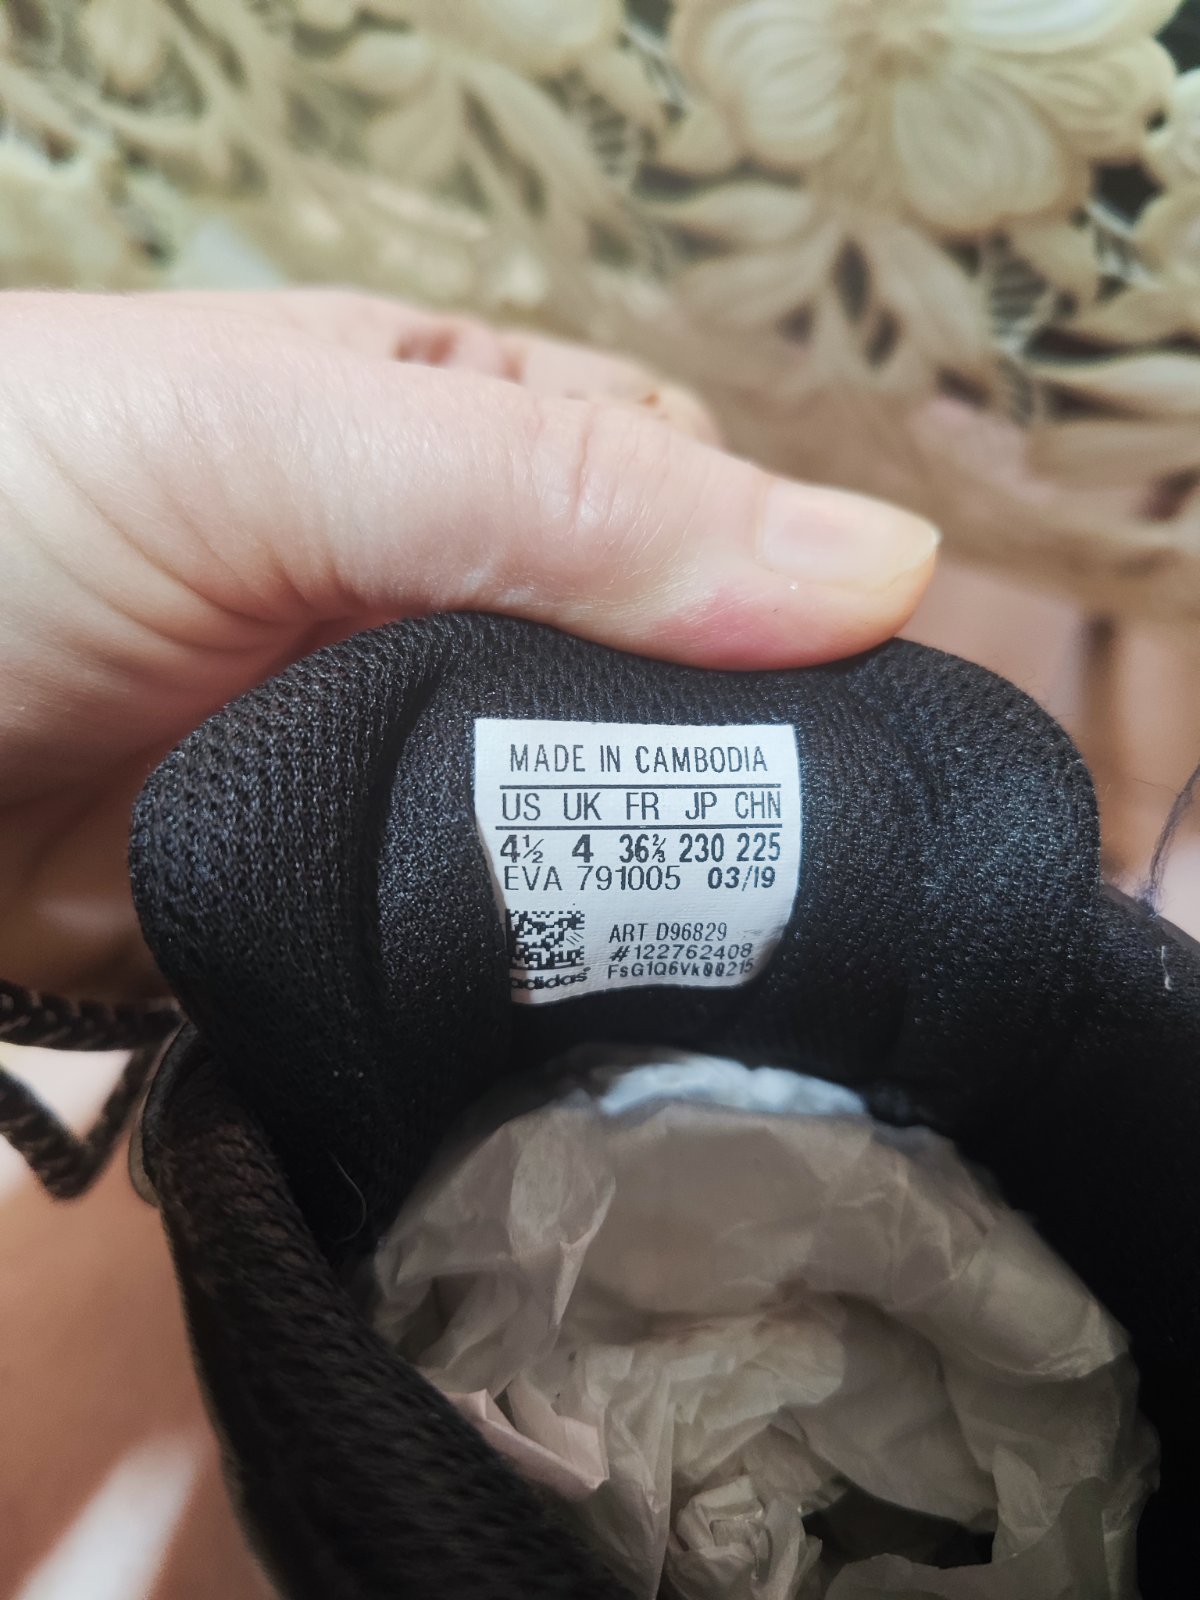 MADE IN CAMBODIA
US UK FR JP CHN
4½ 4 36⅔ 230 225
EVA 791005 03/19
ART D96829
#122762408
FsG1Q6Vk00215
adidas